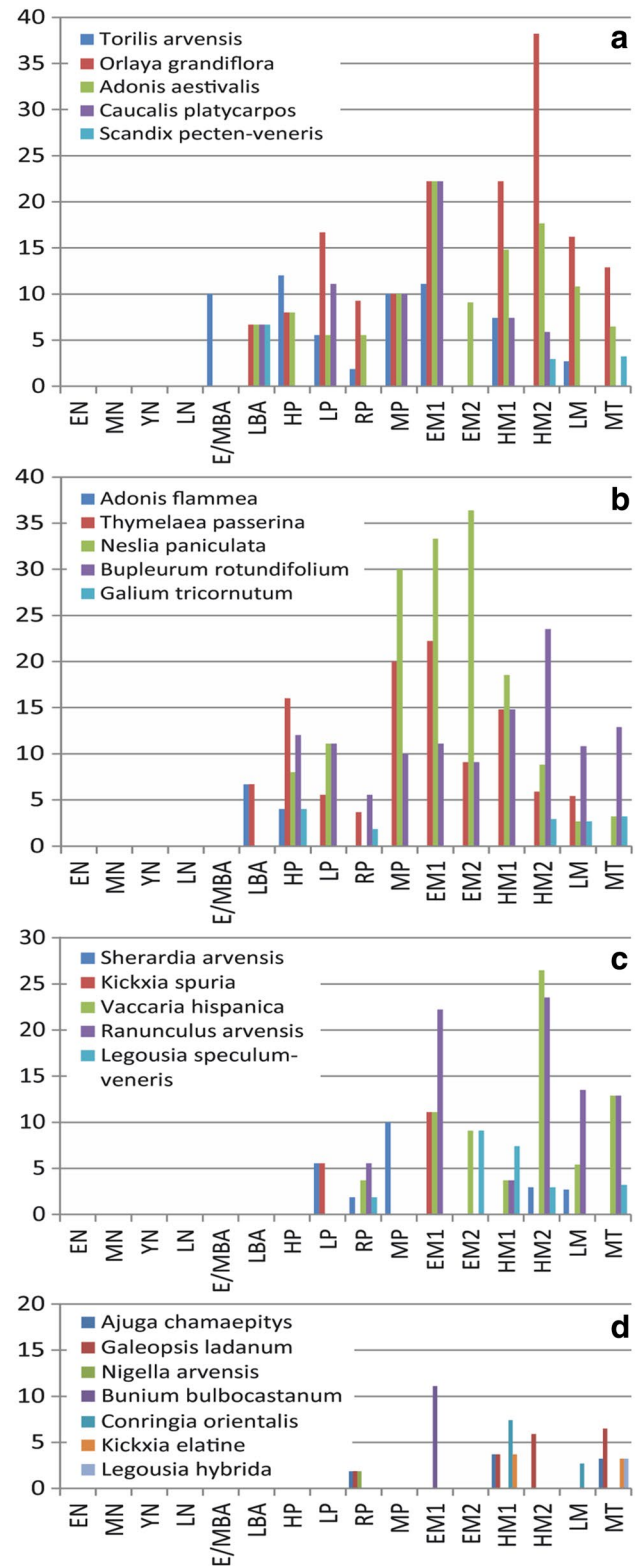 40
35
30
25
20
15
10
5
0
a
Torilis arvensis
Orlaya grandiflora
Adonis aestivalis
Caucalis platycarpos
Scandix pecten-veneris
EN
MN
YN
LN
E/MBA
LBA
HP
LP
RP
MP
EM1
EM2
HM1
HM2
LM
MT
40
35
30
25
20
15
10
5
0
b
Adonis flammea
Thymelaea passerina
Neslia paniculata
Bupleurum rotundifolium
Galium tricornutum
EN
MN
YN
LN
E/MBA
LBA
HP
LP
RP
MP
EM1
EM2
HM1
HM2
LM
MT
30
25
20
15
10
5
0
c
Sherardia arvensis
Kickxia spuria
Vaccaria hispanica
Ranunculus arvensis
Legousia speculum-
veneris
EN
MN
YN
LN
E/MBA
LBA
HP
LP
RP
MP
EM1
EM2
HM1
HM2
LM
MT
20
15
10
5
0
d
Ajuga chamaepitys
Galeopsis ladanum
Nigella arvensis
Bunium bulbocastanum
Conringia orientalis
Kickxia elatine
Legousia hybrida
EN
MN
YN
LN
E/MBA
LBA
HP
LP
RP
MP
EM1
EM2
HM1
HM2
LM
MT